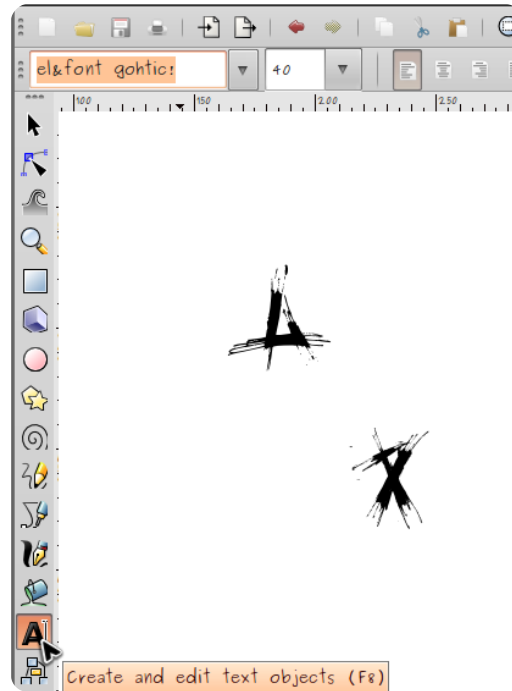 el&font gohtic!
40
100 150 200 250
A
X
Create and edit text objects (F8)